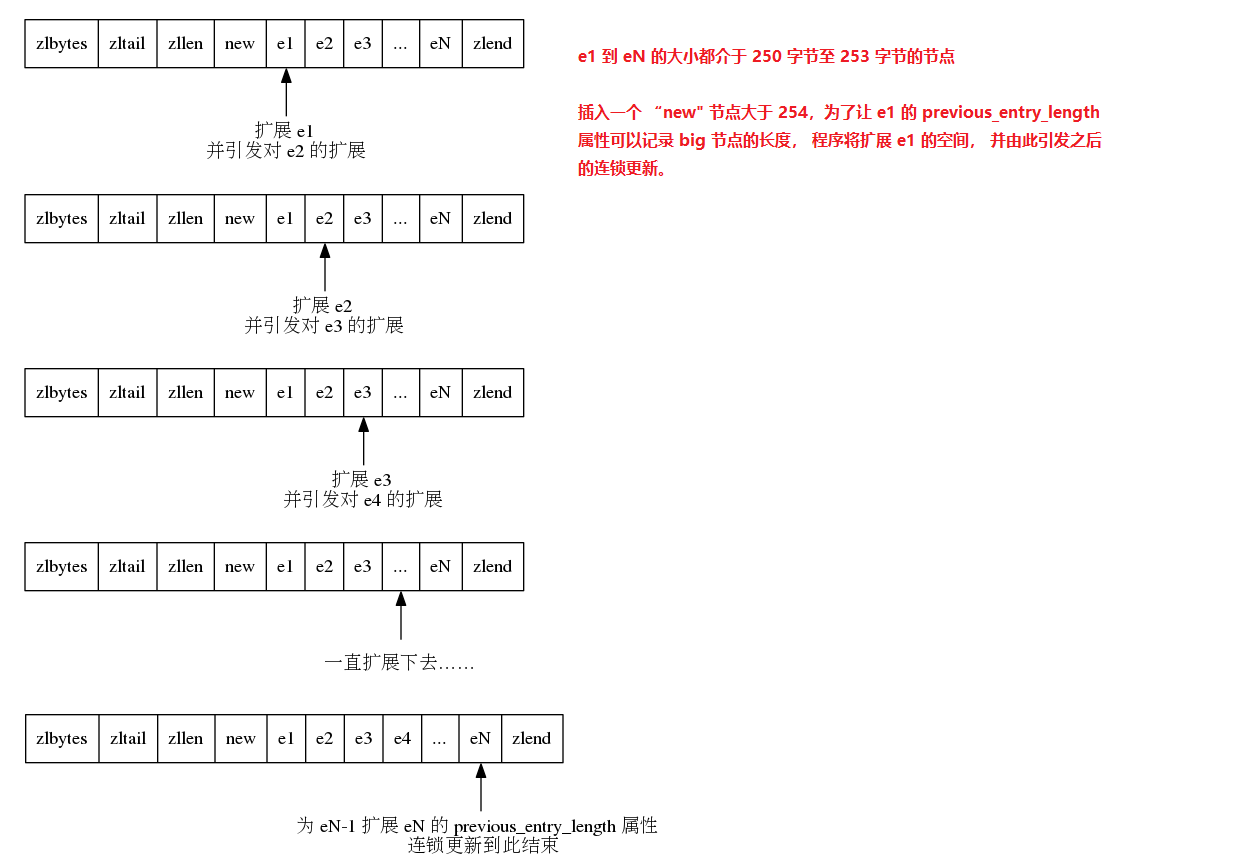 zlbytes zltail zllen new e1 e2 e3 ... eN zlend
e1 到 eN 的大小都介于 250 字节至 253 字节的节点
插入一个 “new" 节点大于 254，为了让 e1 的 previous_entry_length
属性可以记录 big 节点的长度， 程序将扩展 e1 的空间， 并由此引发之后
的连锁更新。
扩展 e1
并引发对 e2 的扩展
zlbytes zltail zllen new e1 e2 e3 ... eN zlend
扩展 e2
并引发对 e3 的扩展
zlbytes zltail zllen new e1 e2 e3 ... eN zlend
扩展 e3
并引发对 e4 的扩展
zlbytes zltail zllen new e1 e2 e3 ... eN zlend
一直扩展下去……
zlbytes zltail zllen new e1 e2 e3 e4 ... eN zlend
为 eN-1 扩展 eN 的 previous_entry_length 属性
连锁更新到此结束